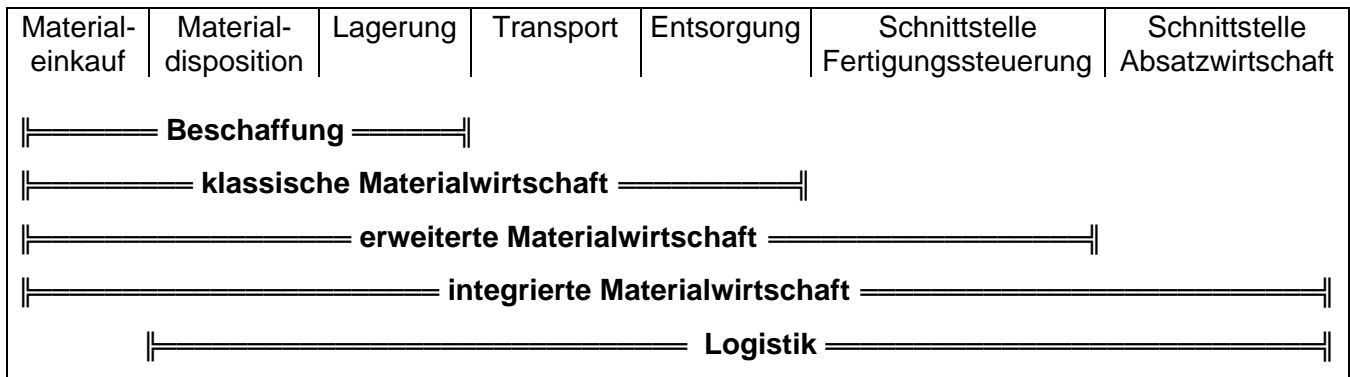 Material- Material- Lagerung Transport Entsorgung Schnittstelle Schnittstelle
einkauf disposition Fertigungssteuerung Absatzwirtschaft
Beschaffung
klassische Materialwirtschaft
erweiterte Materialwirtschaft
integrierte Materialwirtschaft
Logistik